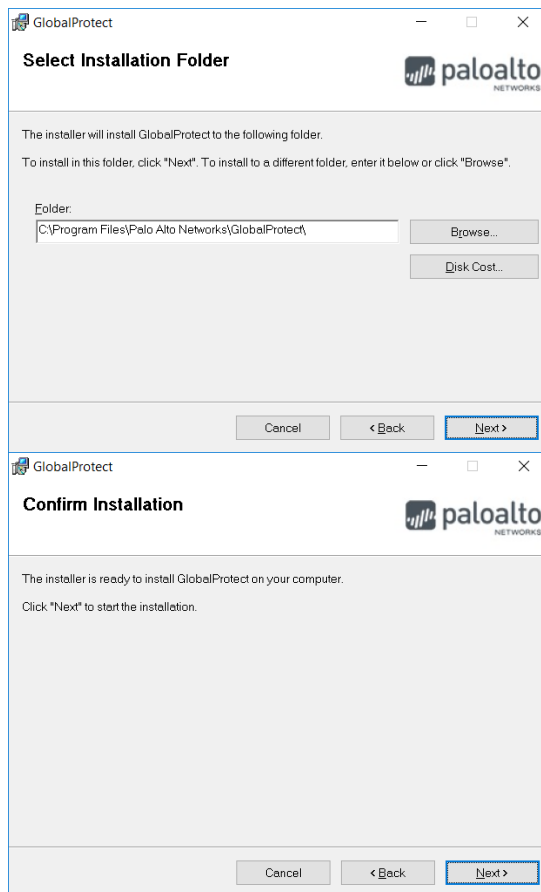 GlobalProtect
Select Installation Folder
paloalto
NETWORKS
The installer will install GlobalProtect to the following folder.
To install in this folder, click "Next". To install to a different folder, enter it below or click "Browse".
Folder:
C:\Program Files\Palo Alto Networks\GlobalProtect\
Browse...
Disk Cost...
Cancel
< Back
Next >
GlobalProtect
Confirm Installation
paloalto
NETWORKS
The installer is ready to install GlobalProtect on your computer.
Click "Next" to start the installation.
Cancel
< Back
Next >